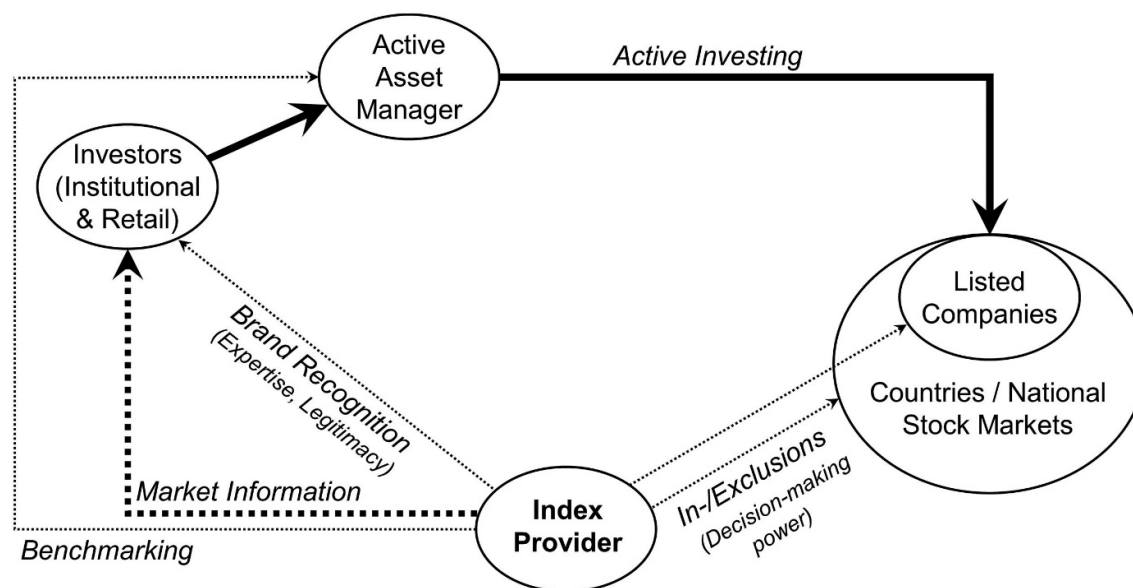 Active
Asset
Manager
Active Investing
Investors
(Institutional
& Retail)
Listed
Companies
Countries / National
Stock Markets
Brand Recognition
(Expertise, Legitimacy)
In-/Exclusions
(Decision-making
power)
Market Information
Index
Provider
Benchmarking